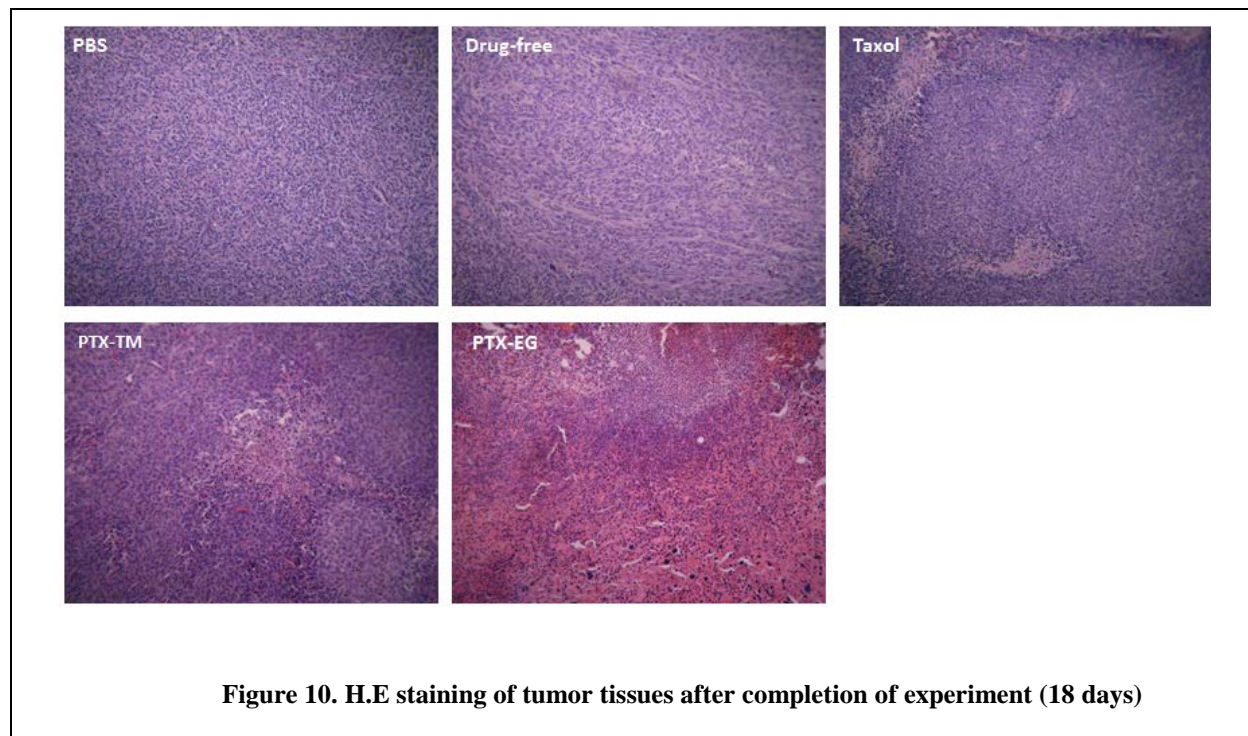 PBS
Drug-free
Taxol
PTX-TM
PTX-EG
Figure 10. H.E staining of tumor tissues after completion of experiment (18 days)